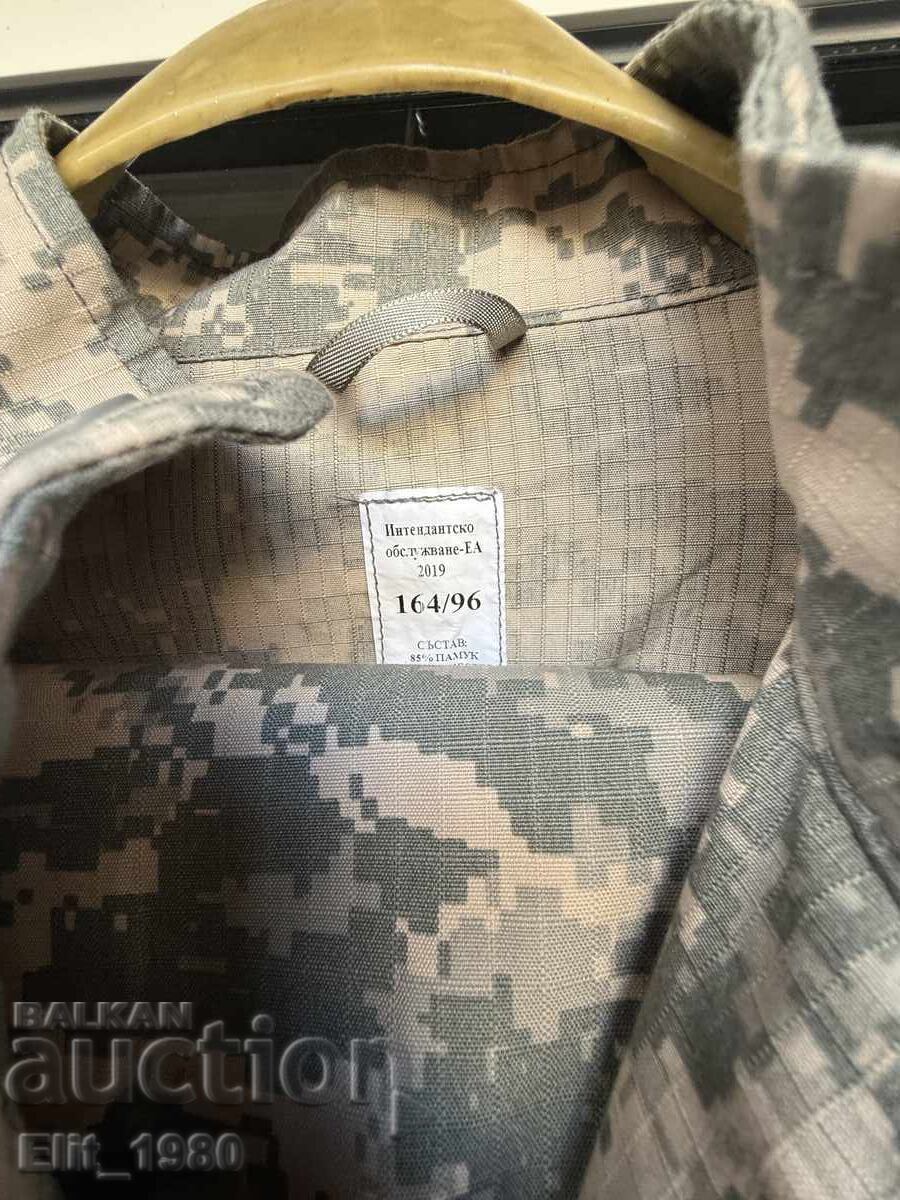 Интендантско
обслужване-ЕА
2019
164/96
СЪСТАВ:
85% ПАМУК
BALKAN
auction
Elit_1980